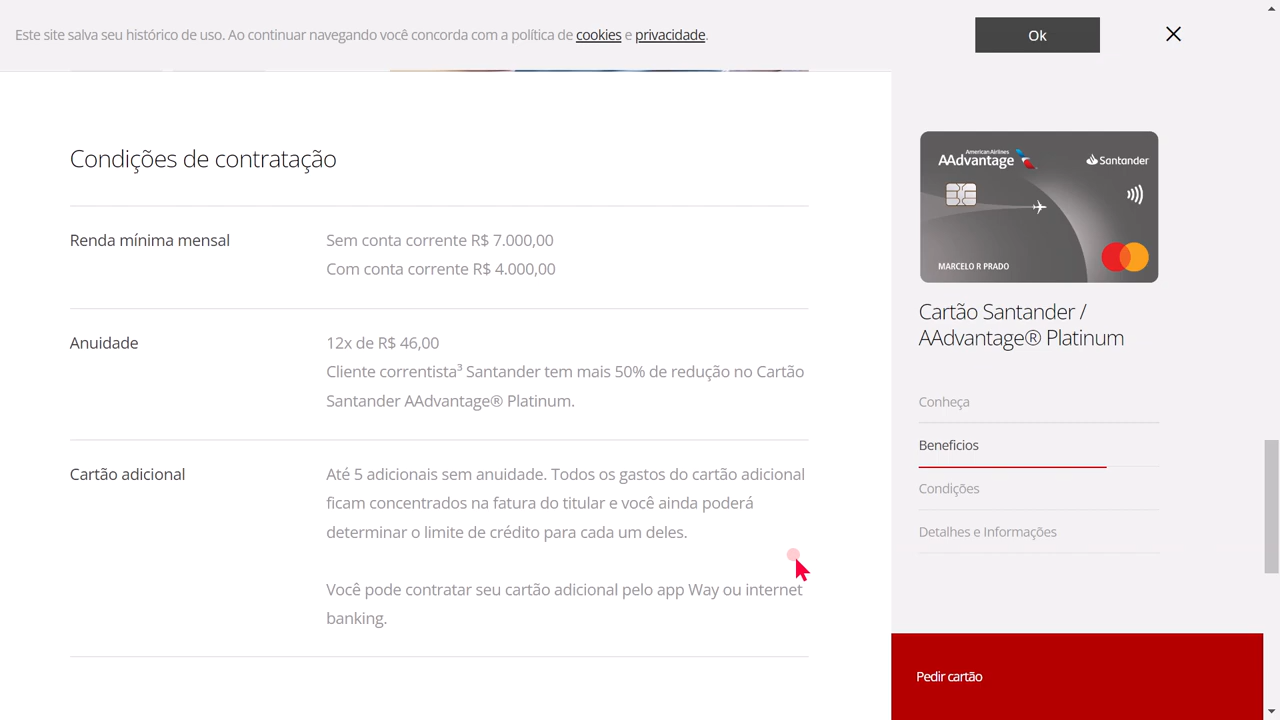 Este site salva seu histórico de uso. Ao continuar navegando você concorda com a política de cookies e privacidade.
Ok
Condições de contratação
Renda mínima mensal
Sem conta corrente R$ 7.000,00
Com conta corrente R$ 4.000,00
Anuidade
12x de R$ 46,00
Cliente correntista³ Santander tem mais 50% de redução no Cartão
Santander AAdvantage® Platinum.
Cartão adicional
Até 5 adicionais sem anuidade. Todos os gastos do cartão adicional
ficam concentrados na fatura do titular e você ainda poderá
determinar o limite de crédito para cada um deles.
Você pode contratar seu cartão adicional pelo app Way ou internet
banking.
American Airlines
AAdvantage
Santander
MARCELO R PRADO
Cartão Santander /
AAdvantage® Platinum
Conheça
Beneficios
Condições
Detalhes e Informações
Pedir cartão